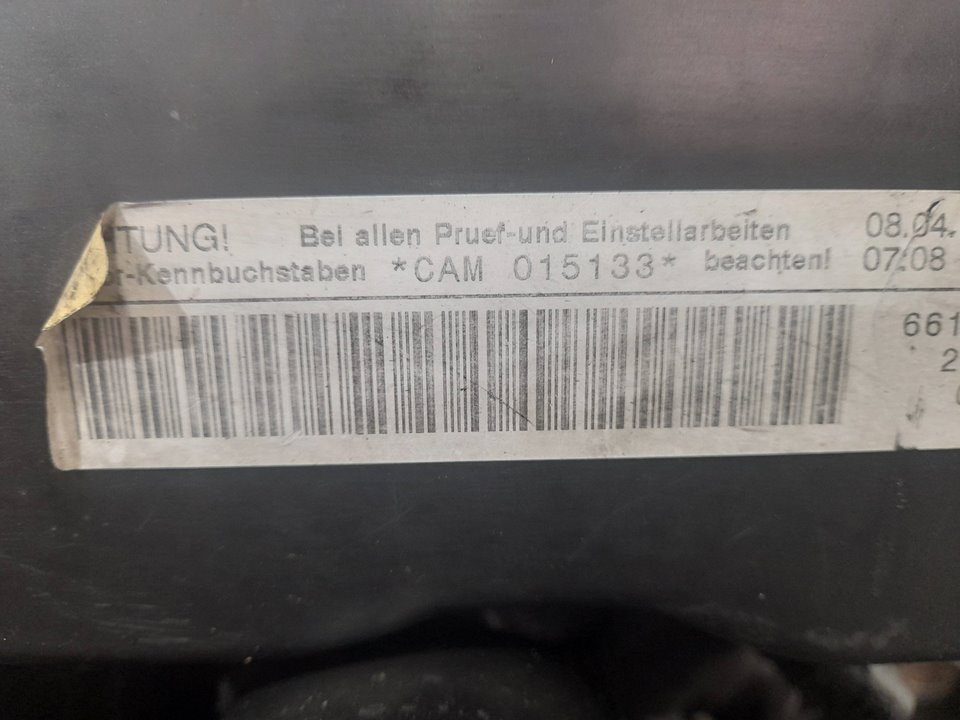 TUNG! Bei allen Pruef-und Einstellarbeiten 08.04.
r-Kennbuchstaben *CAM 015133* beachten! 07:08
661
2